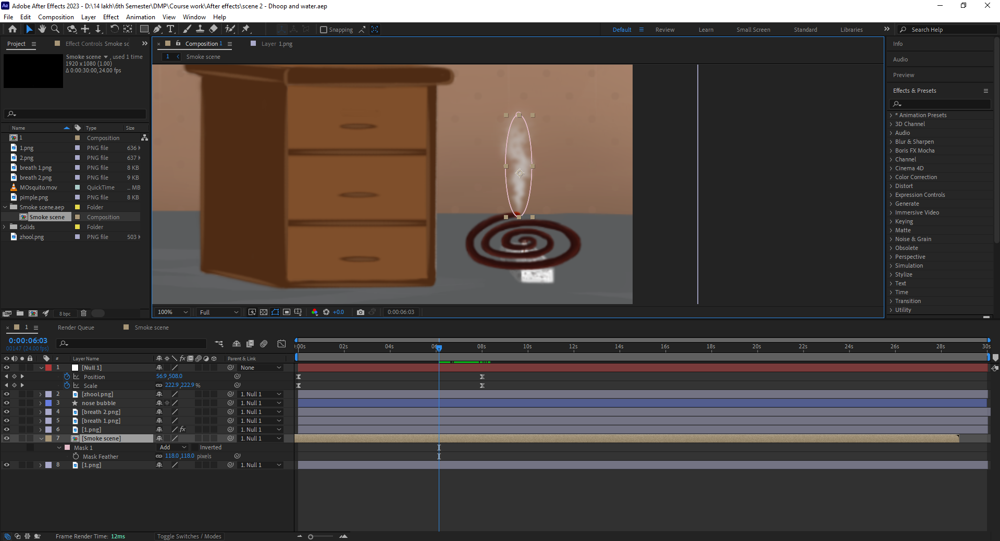 Adobe After Effects 2023 - D:\14 lakh\6th Semester\DMP\Course work\After effects\scene 2 - Dhoop and water.aep
File Edit Composition Layer Effect Animation View Window Help
Snapping
Default Review Learn Small Screen Standard Libraries Search Help
Project Effect Controls Smoke sc
Smoke scene , used 1 time
1920 x 1080 (1.00)
Δ 0:00:30:00, 24.00 fps
Composition 1 Layer 1.png
1 Smoke scene
Info
Audio
Preview
Effects & Presets
* Animation Presets
3D Channel
Audio
Blur & Sharpen
Boris FX Mocha
Channel
Cinema 4D
Color Correction
Distort
Expression Controls
Generate
Immersive Video
Keying
Matte
Noise & Grain
Obsolete
Perspective
Simulation
Stylize
Text
Time
Transition
Utility
Name Type Size
1 Composition
1.png PNG file 636 K
2.png PNG file 637 K
breath 1.png PNG file 8 KB
breath 2.png PNG file 9 KB
MOsquito.mov QuickTime ... MB
pimple.png PNG file 8 KB
Smoke scene.aep Folder
Smoke scene Composition
Solids Folder
zhool.png PNG file 503 K
8 bpc
100% Full +0.0 0:00:06:03
1 Render Queue Smoke scene
0:00:06:03
00147 (24.00 fps)
:00s 02s 04s 06 08s 10s 12s 14s 16s 18s 20s 22s 24s 26s 28s 30s
# Layer Name fx Parent & Link
1 [Null 1] None
Position 56.9,508.0
Scale 222.9,222.9%
2 [zhool.png] 1. Null 1
3 nose bubble 1. Null 1
4 [breath 2.png] 1. Null 1
5 [breath 1.png] 1. Null 1
6 [1.png] fx 1. Null 1
7 [Smoke scene] 1. Null 1
Mask 1 Add Inverted
Mask Feather 118.0,118.0 pixels
8 [1.png] 1. Null 1
Frame Render Time: 12ms Toggle Switches / Modes